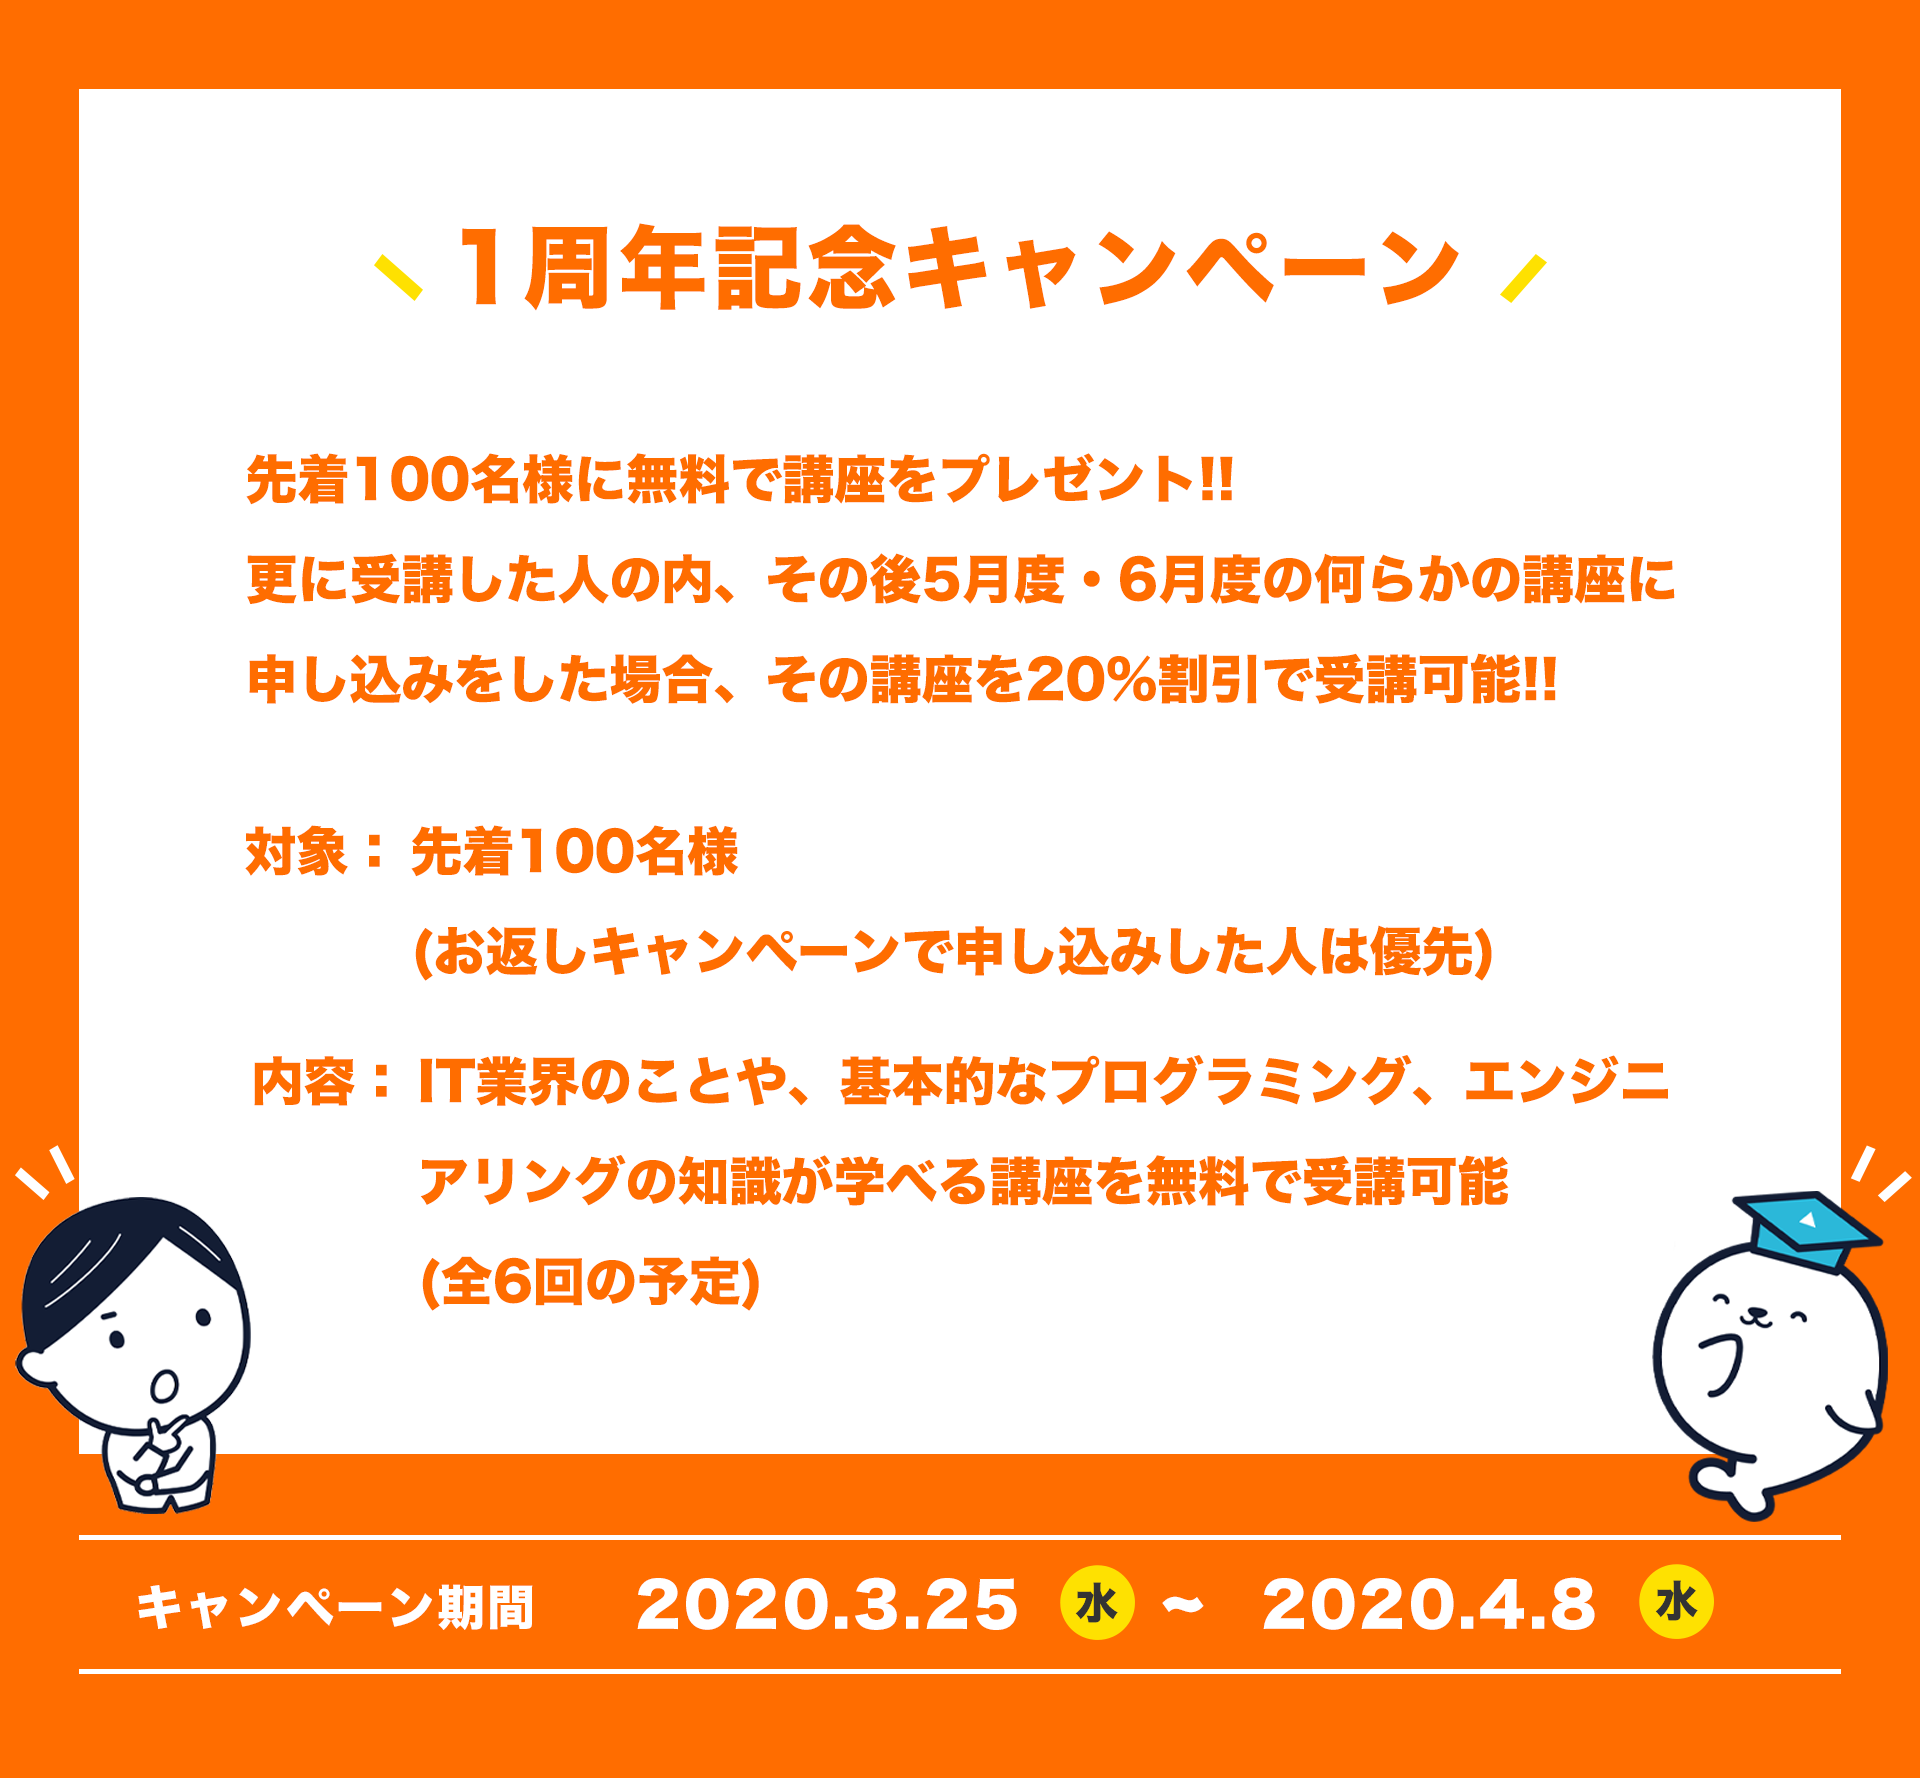 1周年記念キャンペーン
先着100名様に無料で講座をプレゼント!!
更に受講した人の内、その後5月度・6月度の何らかの講座に
申し込みをした場合、その講座を20%割引で受講可能!!
対象： 先着100名様
(お返しキャンペーンで申し込みした人は優先)
内容： IT業界のことや、基本的なプログラミング、エンジニ
アリングの知識が学べる講座を無料で受講可能
(全6回の予定)
キャンペーン期間 2020.3.25 水 ~ 2020.4.8 水